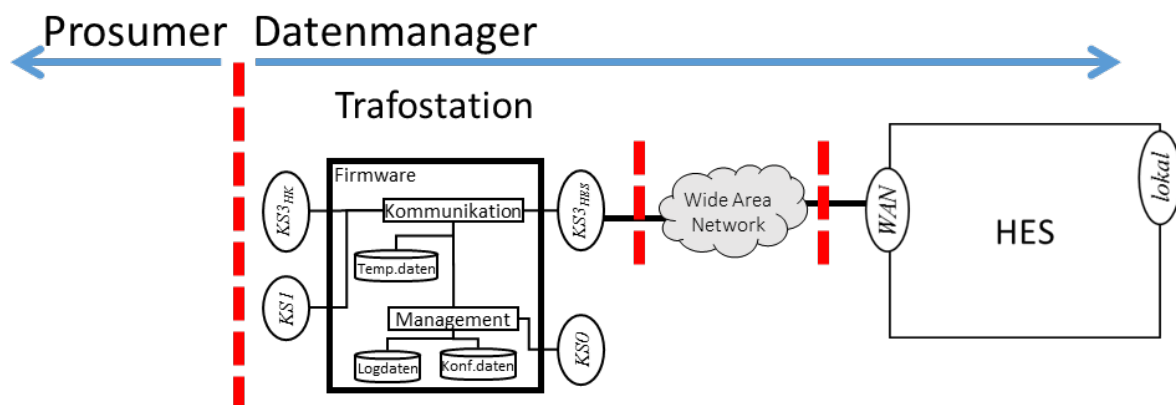 Prosumer Datenmanager
Trafostation
Firmware
KS3HK
Kommunikation
KS3HES
Wide Area
Network
WAN
lokal
HES
Temp.daten
KS1
Management
KS0
Logdaten
Konf.daten